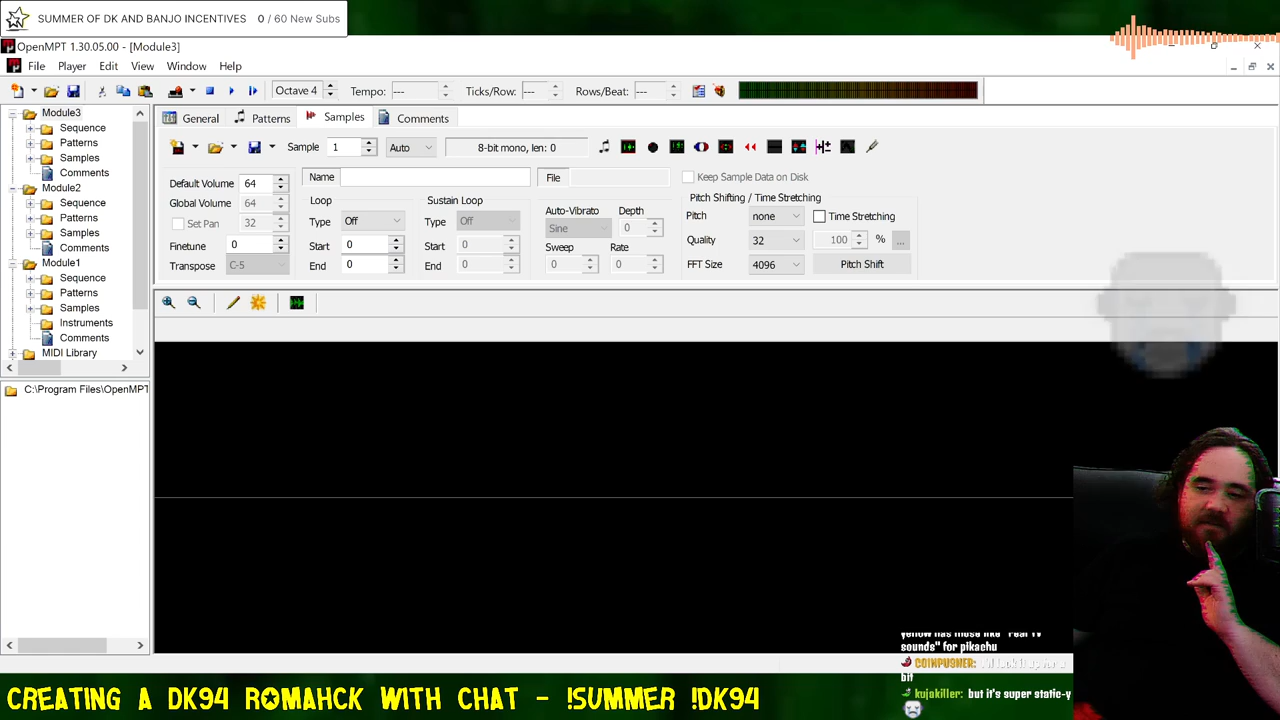 SUMMER OF DK AND BANJO INCENTIVES 0 / 60 New Subs
OpenMPT 1.30.05.00 - [Module3]
File Player Edit View Window Help
Octave 4 Tempo: --- Ticks/Row: --- Rows/Beat: ---
Module3
Sequence
Patterns
Samples
Comments
Module2
Sequence
Patterns
Samples
Comments
Module1
Sequence
Patterns
Samples
Instruments
Comments
MIDI Library
C:\Program Files\OpenMPT
General Patterns Samples Comments
Sample 1 Auto 8-bit mono, len: 0
Default Volume 64
Global Volume 64
Set Pan 32
Finetune 0
Transpose C-5
Name
File
Keep Sample Data on Disk
Loop
Type Off
Start 0
End 0
Sustain Loop
Type Off
Start 0
End 0
Auto-Vibrato Depth
Sine 0
Sweep Rate
0 0
Pitch Shifting / Time Stretching
Pitch none Time Stretching
Quality 32 100 % ...
FFT Size 4096 Pitch Shift
sounds" for pikachu
COINPUSHER:
bit
kujakiller: but it's super static-y
CREATING A DK94 ROMAHCK WITH CHAT - !SUMMER !DK94